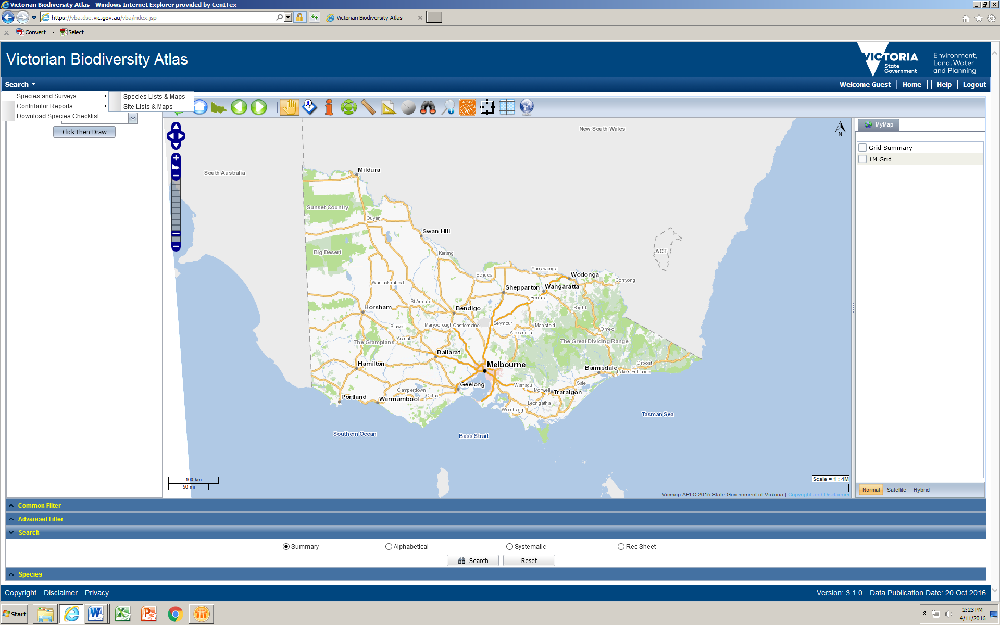 Victorian Biodiversity Atlas - Windows Internet Explorer provided by CenITex
https://vba.dse.vic.gov.au/vba/index.jsp
Victorian Biodiversity Atlas
Convert
Select
Victorian Biodiversity Atlas
VICTORIA
State
Government
Environment,
Land, Water
and Planning
Search
Welcome Guest | Home | | Help | Logout
Species and Surveys
Contributor Reports
Download Species Checklist
Species Lists & Maps
Site Lists & Maps
Click then Draw
49° 45'
MyMap
Grid Summary
1M Grid
New South Wales
N
South Australia
Mildura
Sunset Country
Ouyen
Swan Hill
Big Desert
Kerang
ACT
Echuca
Yarrawonga
Wodonga
Corryong
Warracknabeal
Shepparton
Wangaratta
St Arnaud
Benalla
Horsham
Bendigo
Bright
Stawell
Maryborough
Castlemaine
Seymour
Mansfield
Omeo
Alexandra
The Grampians
Ararat
The Great Dividing Range
Ballarat
Hamilton
Melbourne
Orbost
Bairnsdale
Lakes Entrance
Geelong
Warragul
Sale
Camperdown
Colac
Morwell
Traralgon
Portland
Warrnambool
Leongatha
Wonthaggi
Tasman Sea
Southern Ocean
Bass Strait
100 km
50 mi
Scale = 1 : 4M
Vicmap API © 2015 State Government of Victoria | Copyright and Disclaimer
Normal
Satellite
Hybrid
Common Filter
Advanced Filter
Search
Summary
Alphabetical
Systematic
Rec Sheet
Search
Reset
Species
Copyright
Disclaimer
Privacy
Version: 3.1.0
Data Publication Date: 20 Oct 2016
Start
2:23 PM
4/11/2016